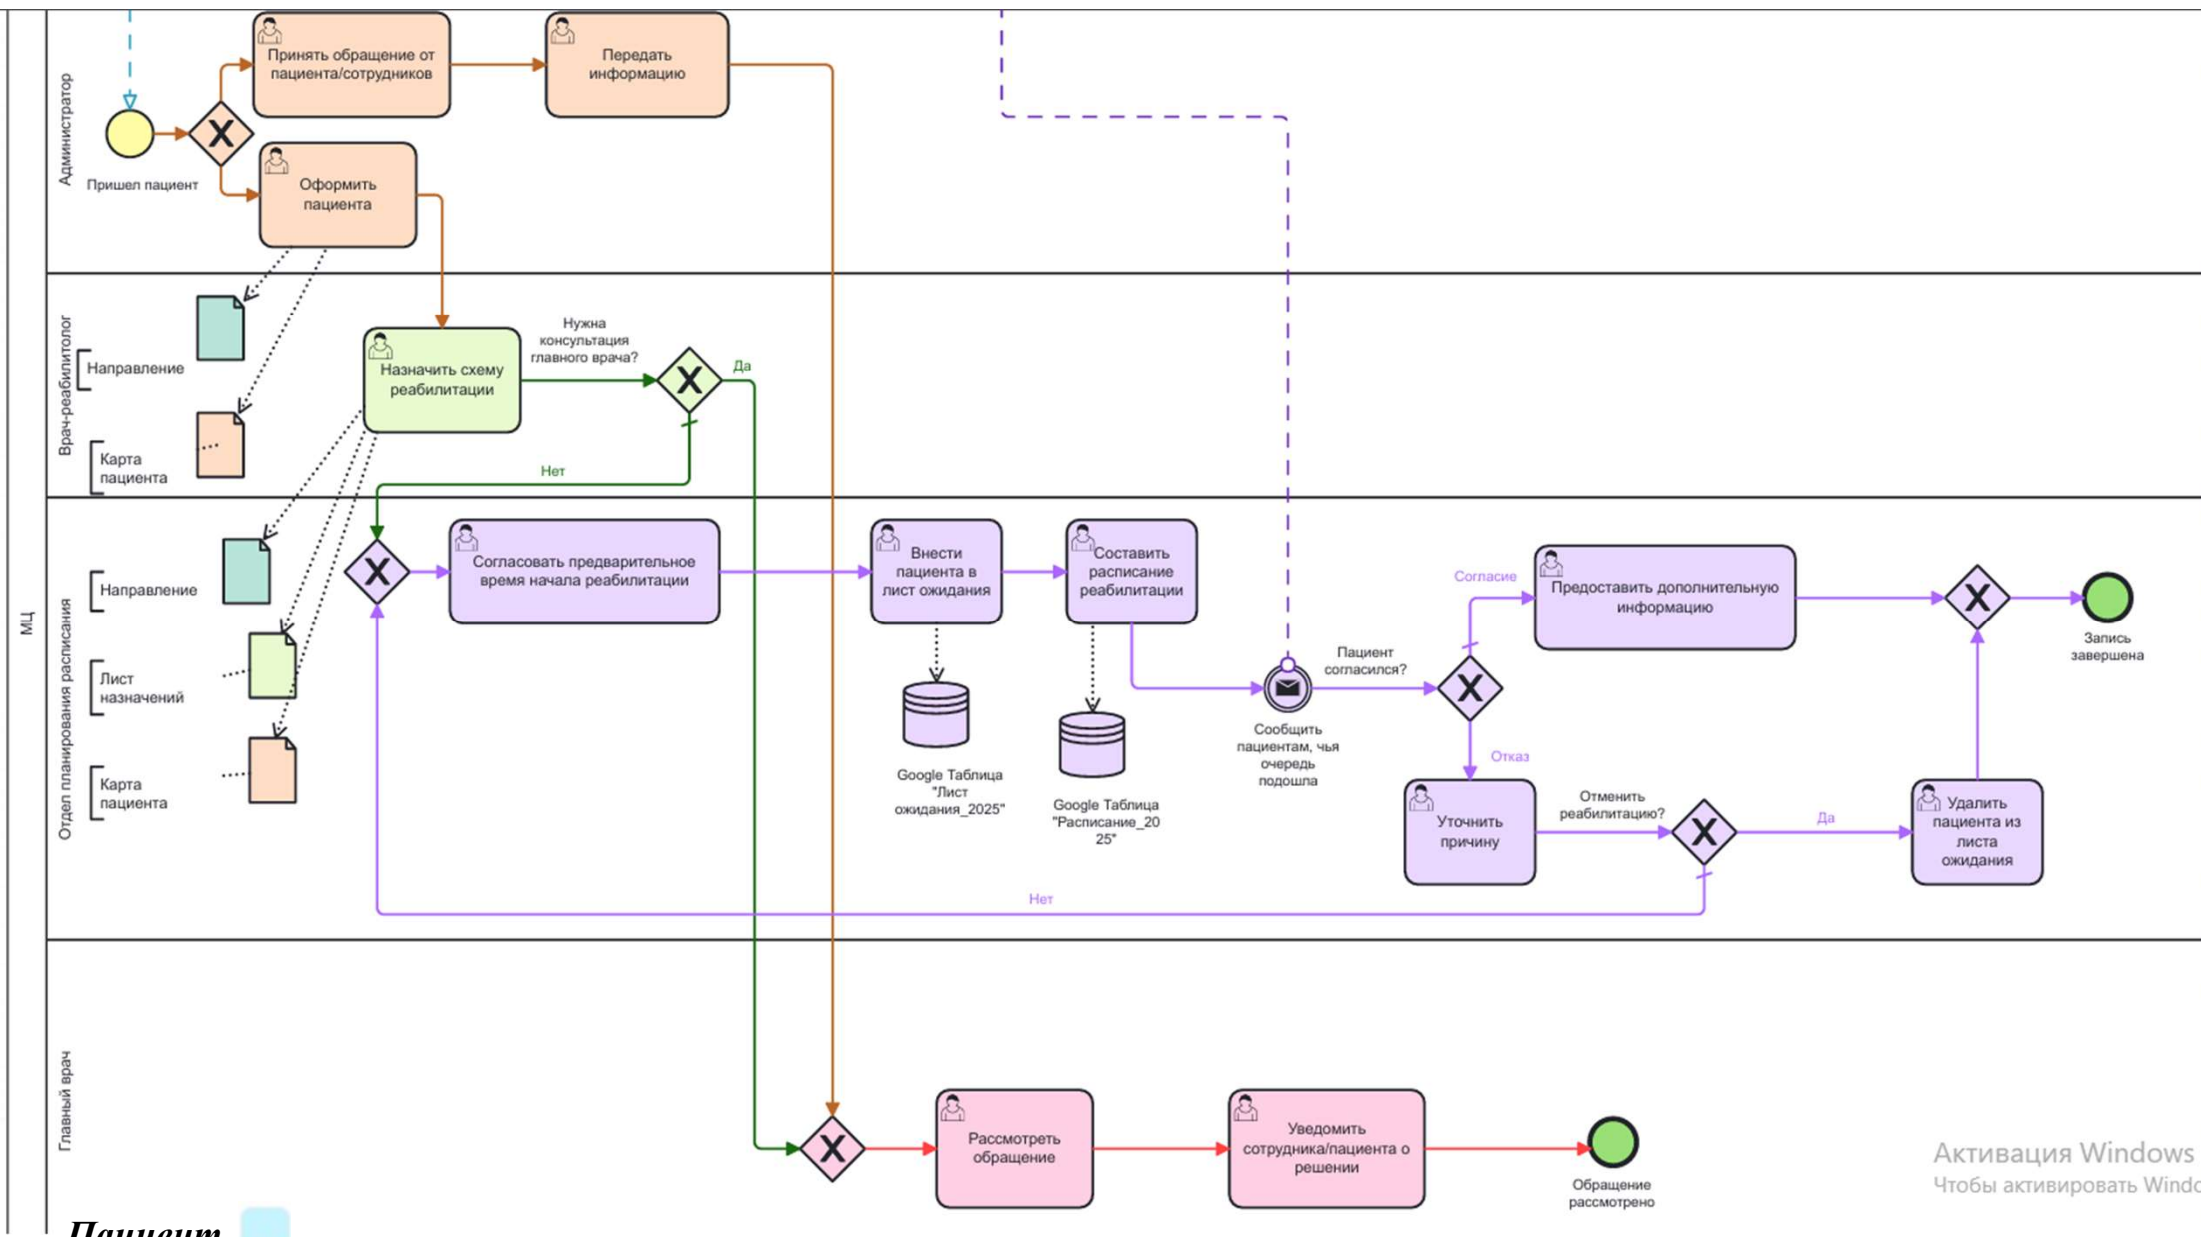 МЦ
Администратор
Принять обращение от
пациента/сотрудников
Передать
информацию
Пришел пациент
Оформить
пациента
Врач-реабилитолог
Направление
Карта
пациента
Назначить схему
реабилитации
Нужна
консультация
главного врача?
Да
Нет
Отдел планирования расписания
Направление
Лист
назначений
Карта
пациента
Согласовать предварительное
время начала реабилитации
Внести
пациента в
лист ожидания
Составить
расписание
реабилитации
Google Таблица
"Лист
ожидания_2025"
Google Таблица
"Расписание_20
25"
Сообщить
пациентам, чья
очередь
подошла
Пациент
согласился?
Согласие
Предоставить дополнительную
информацию
Запись
завершена
Отказ
Уточнить
причину
Отменить
реабилитацию?
Да
Удалить
пациента из
листа
ожидания
Нет
Главный врач
Рассмотреть
обращение
Уведомить
сотрудника/пациента о
решении
Обращение
рассмотрено
Активация Windows
Чтобы активировать Windo
Пациент